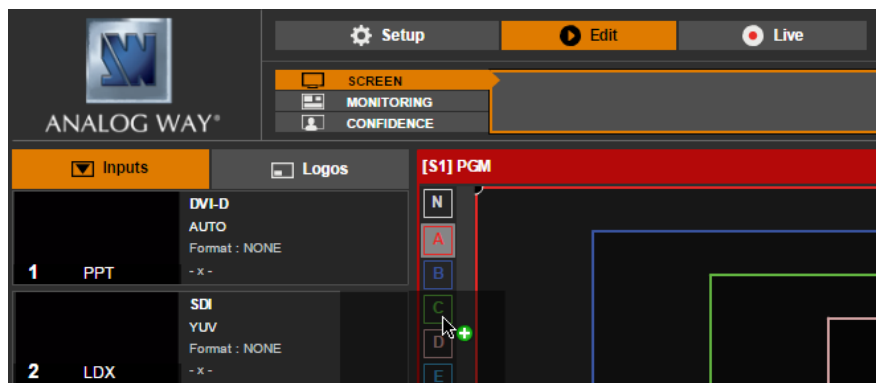 Setup
Edit
Live
SCREEN
MONITORING
CONFIDENCE
ANALOG WAY®
Inputs
Logos
[S1] PGM
DVI-D
AUTO
Format : NONE
- x -
1 PPT
SDI
YUV
Format : NONE
- x -
2 LDX
N
A
B
C
D
E